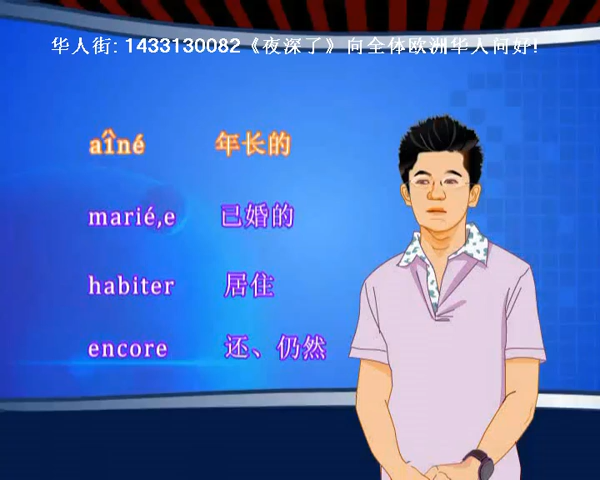 华人街: 1433130082《夜深了》向全体欧洲华人问好!
aîné 年长的
marié,e 已婚的
habiter 居住
encore 还、仍然